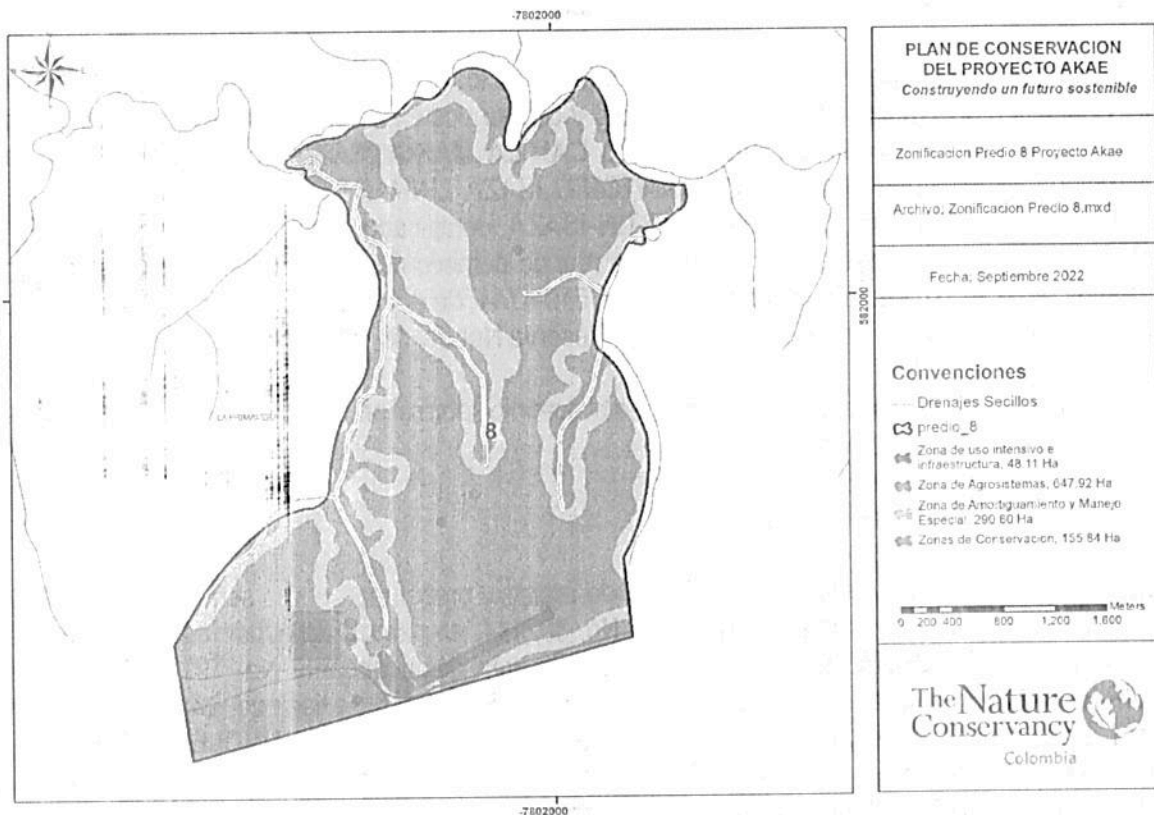 -7802000
PLAN DE CONSERVACION
DEL PROYECTO AKAE
Construyendo un futuro sostenible
Zonificacion Predio 8 Proyecto Akae
Archivo; Zonificacion Predio 8.mxd
Fecha; Septiembre 2022
582000
8
Convenciones
Drenajes Secillos
predio_8
Zona de uso intensivo e
infraestructura, 48.11 Ha
Zona de Agrosistemas, 647.92 Ha
Zona de Amortiguamiento y Manejo
Especial, 290.60 Ha
Zonas de Conservacion, 155.84 Ha
Meters
0 200 400 800 1,200 1,600
The Nature
Conservancy
Colombia
-7802000